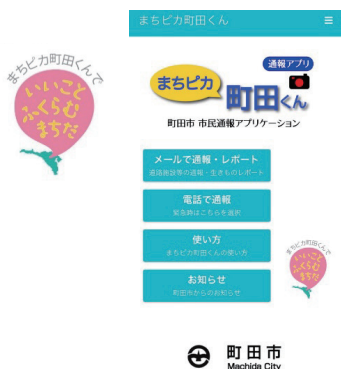 まちピカ町田くんで
いいこと
ふくらむ
まちだ
まちピカ町田くん
通報アプリ
まちピカ
町田くん
町田市 市民通報アプリケーション
メールで通報・レポート
道路施設等の通報・生きものレポート
電話で通報
緊急時はこちらを選択
使い方
まちピカ町田くんの使い方
お知らせ
町田市からのお知らせ
まちピカ町田くんで
いいこと
ふくらむ
まちだ
町田市
Machida City